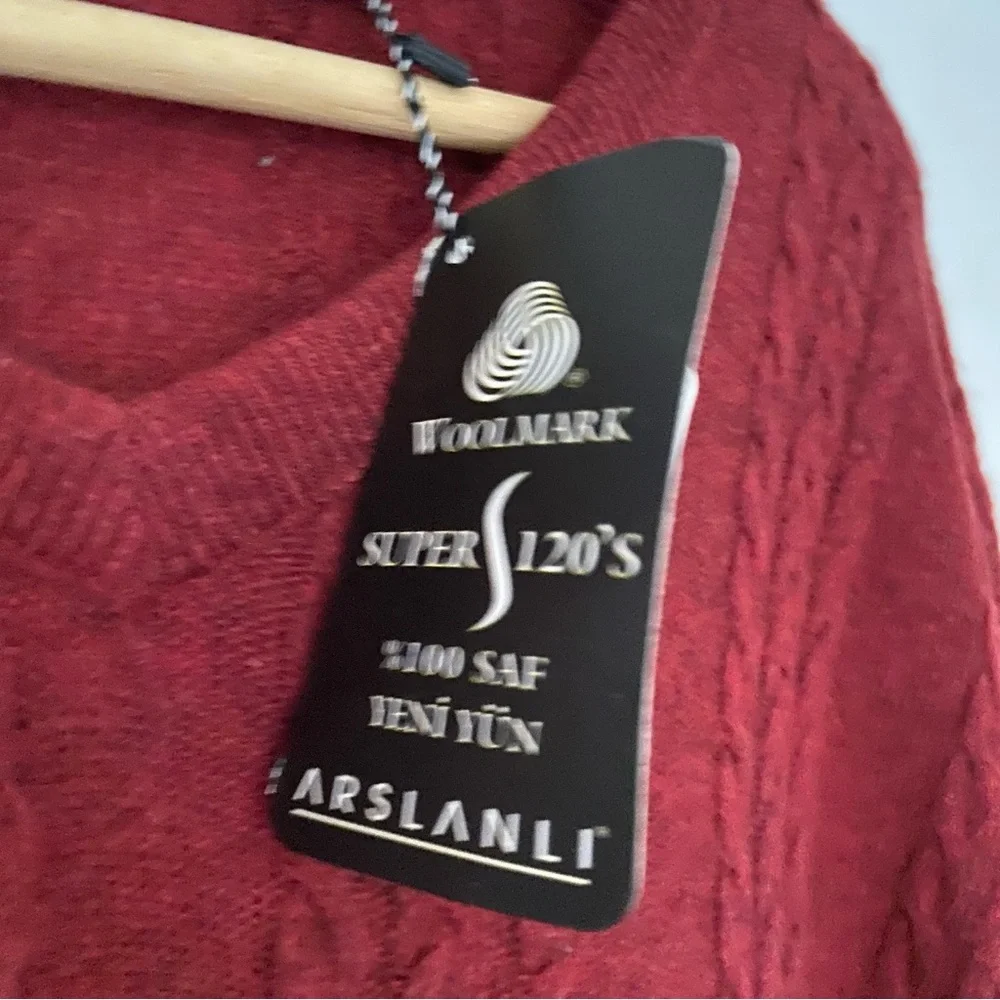 ®
WOOLMARK
SUPER 120'S
%100 SAF
YENİ YÜN
ARSLANLI